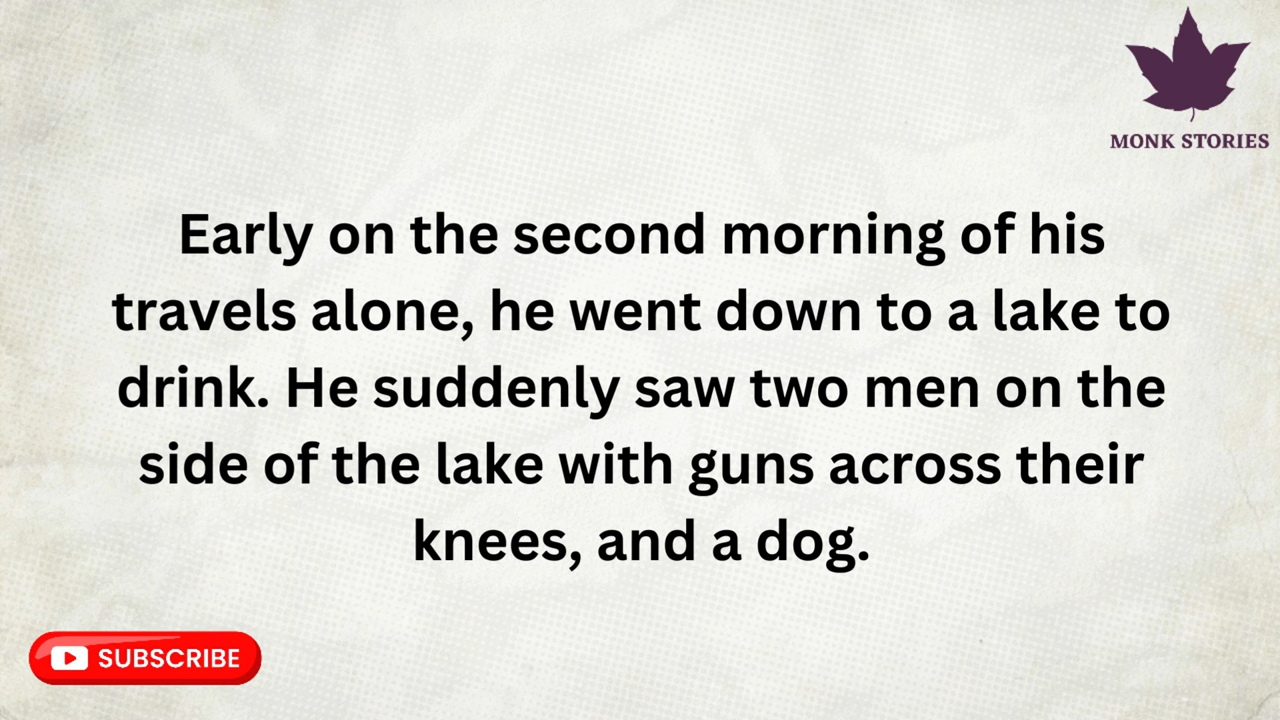 MONK STORIES
Early on the second morning of his
travels alone, he went down to a lake to
drink. He suddenly saw two men on the
side of the lake with guns across their
knees, and a dog.
SUBSCRIBE